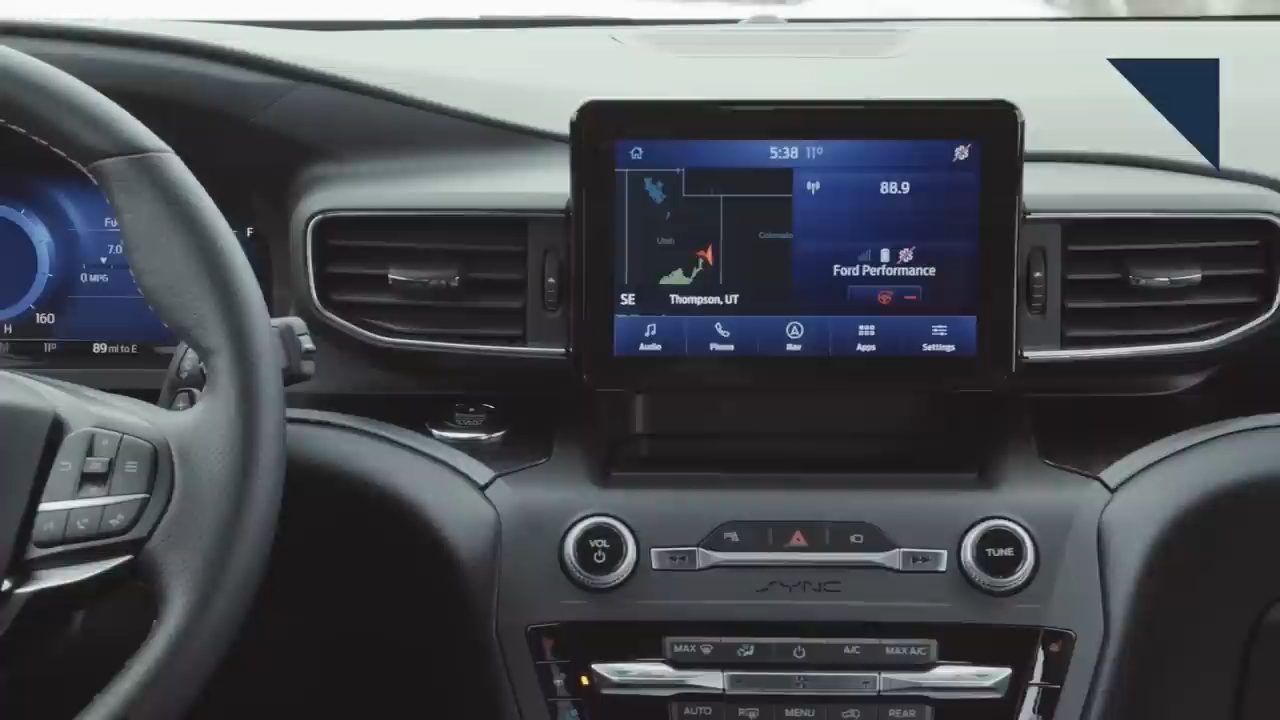 5:38 11°
88.9
Utah
Colorado
Ford Performance
SE
Thompson, UT
Audio
Phone
Nav
Apps
Settings
Fu
7.0
0 MPG
F
160
H
M
11°
89 mi to E
VOL
TUNE
SYNC
MAX
A/C
MAX A/C
AUTO
MENU
REAR